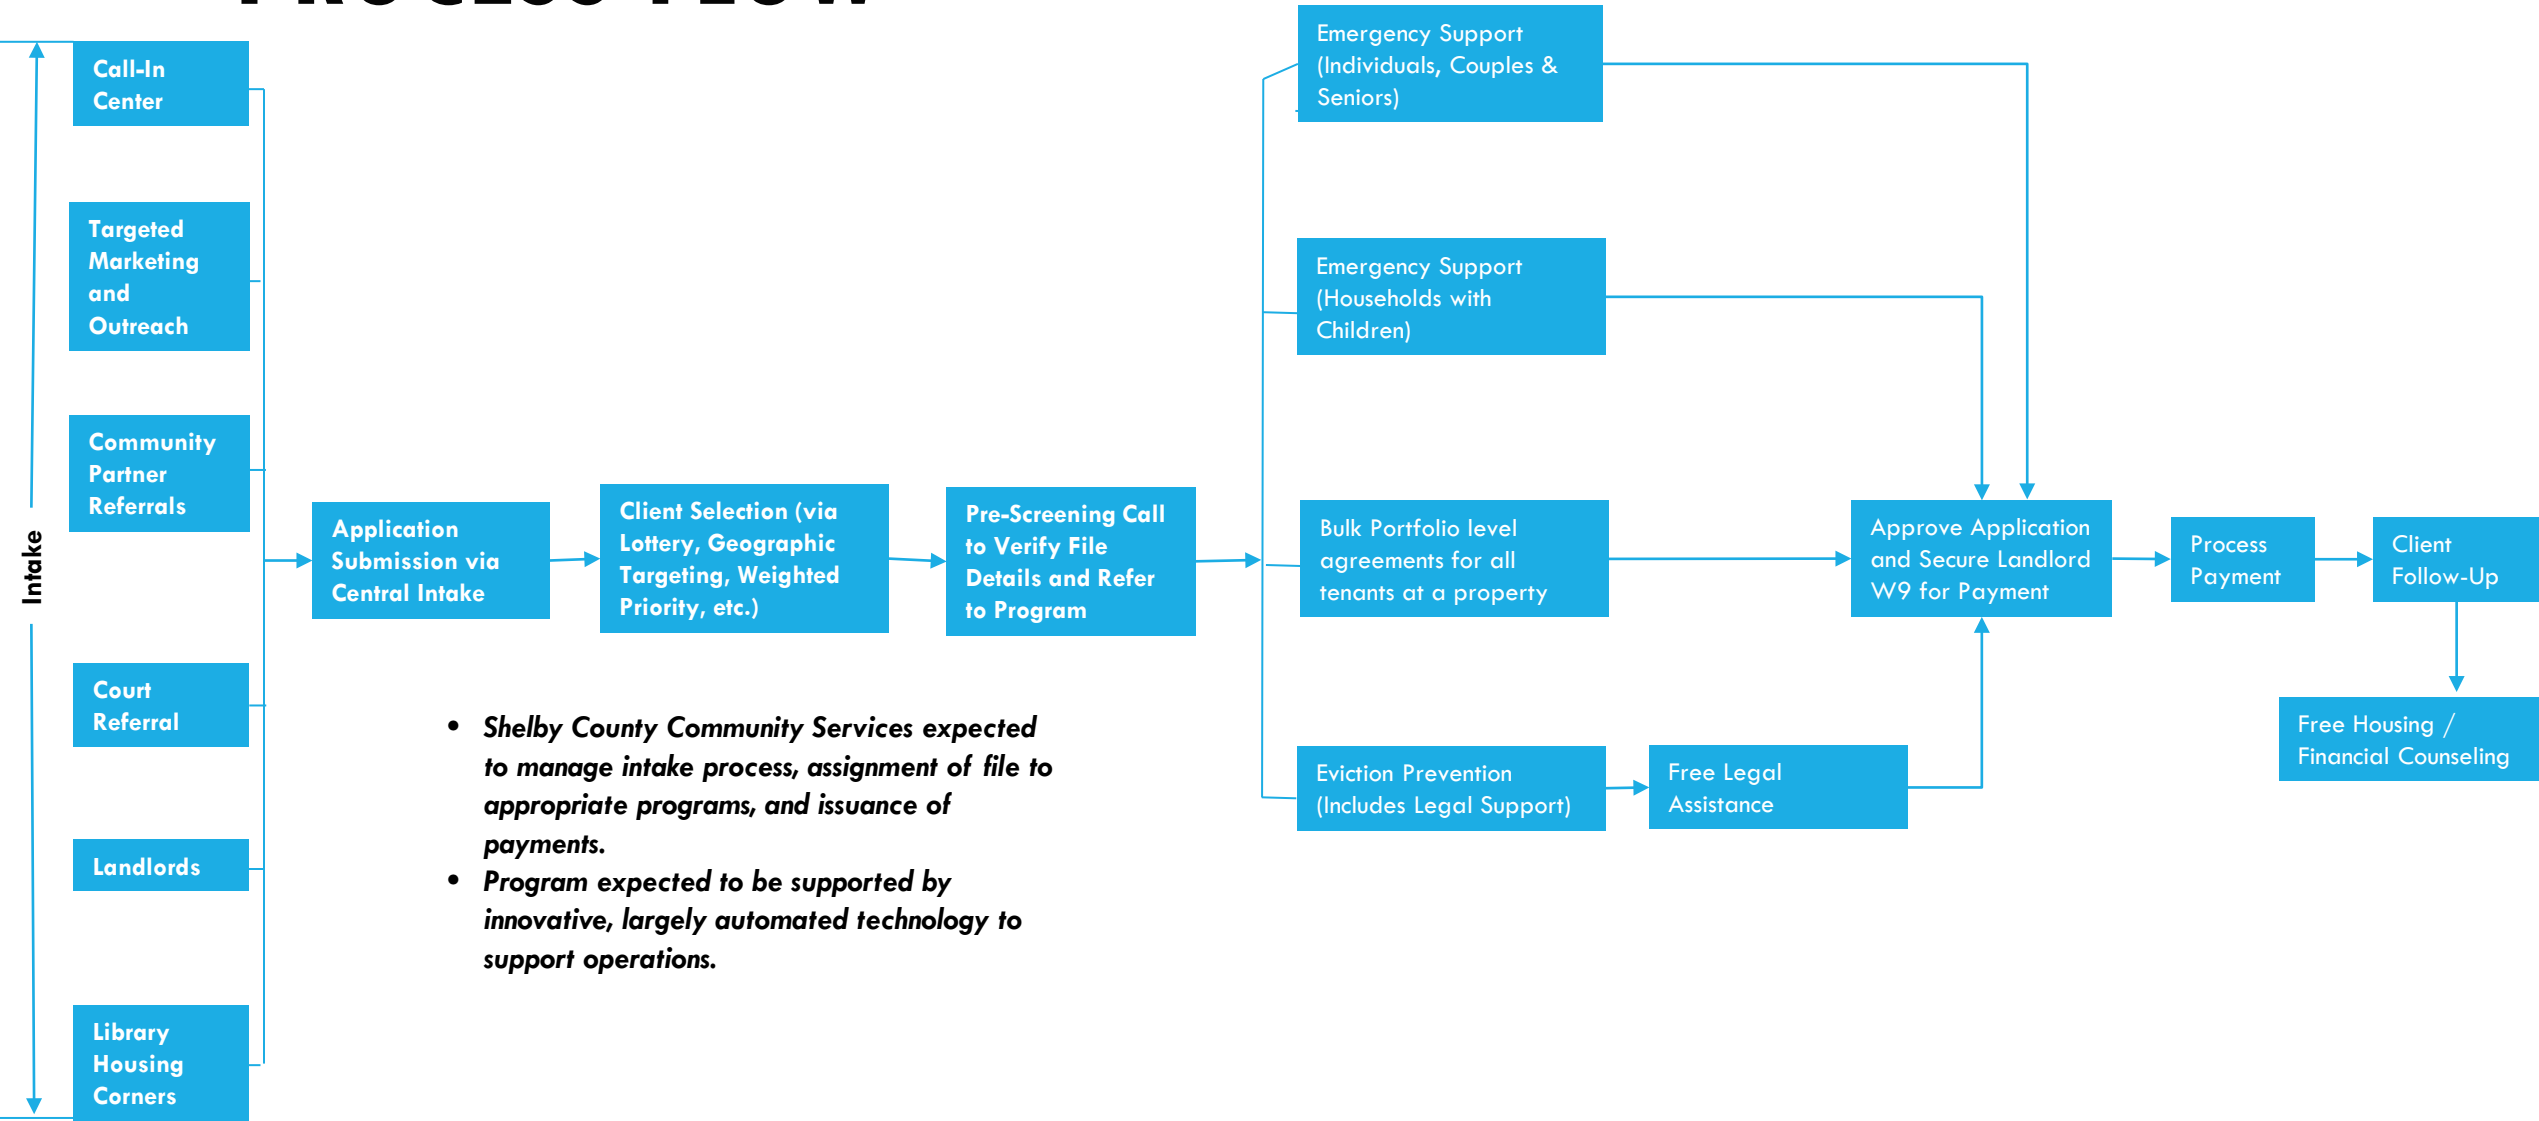 PROCESS FLOW
Intake
Call-In
Center
Targeted
Marketing
and
Outreach
Community
Partner
Referrals
Court
Referral
Landlords
Library
Housing
Corners
Application
Submission via
Central Intake
Client Selection (via
Lottery, Geographic
Targeting, Weighted
Priority, etc.)
Pre-Screening Call
to Verify File
Details and Refer
to Program
• Shelby County Community Services expected
to manage intake process, assignment of file to
appropriate programs, and issuance of
payments.
• Program expected to be supported by
innovative, largely automated technology to
support operations.
Emergency Support
(Individuals, Couples &
Seniors)
Emergency Support
(Households with
Children)
Bulk Portfolio level
agreements for all
tenants at a property
Eviction Prevention
(Includes Legal Support)
Free Legal
Assistance
Approve Application
and Secure Landlord
W9 for Payment
Process
Payment
Client
Follow-Up
Free Housing /
Financial Counseling